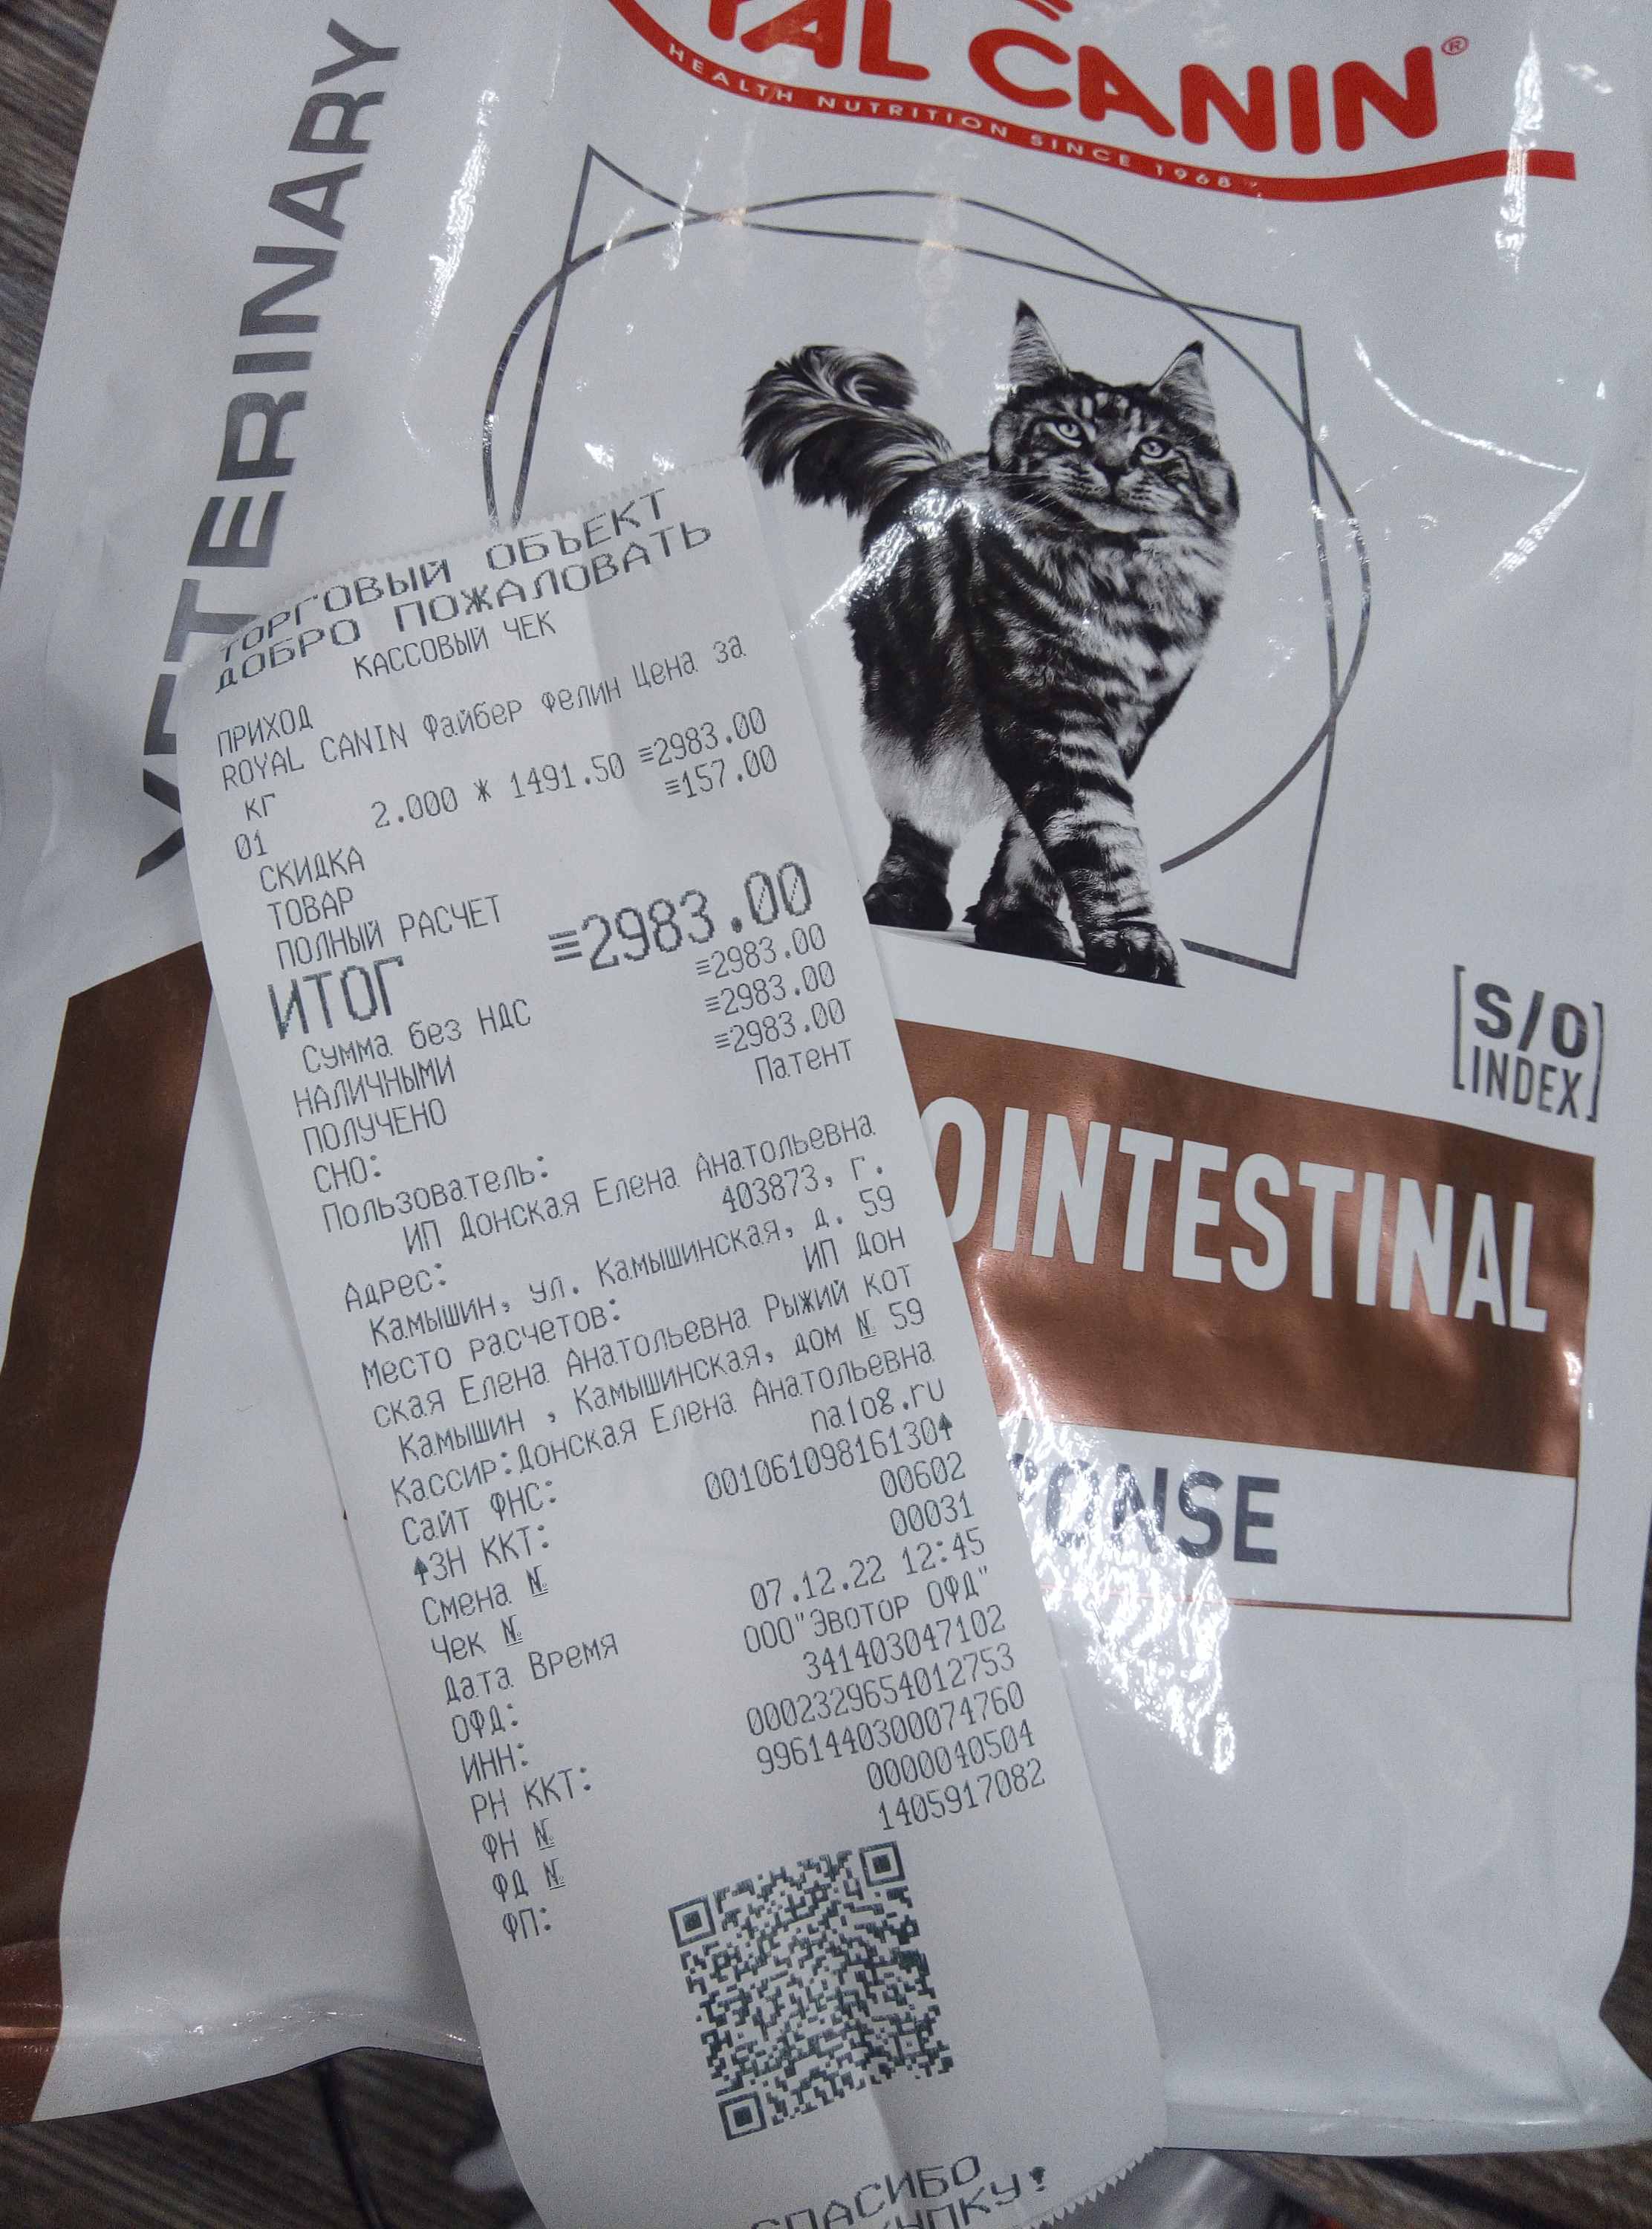 AL CANIN®
HEALTH NUTRITION SINCE 1968
VETERINARY
ТОРГОВЫЙ ОБЪЕКТ
ДОБРО ПОЖАЛОВАТЬ
КАССОВЫЙ ЧЕК
ПРИХОД
ROYAL CANIN Файбер Фелин Цена за
кг
01 2.000 * 1491.50 ≡2983.00
СКИДКА ≡157.00
ТОВАР
ПОЛНЫЙ РАСЧЕТ
ИТОГ ≡2983.00
Сумма без НДС ≡2983.00
НАЛИЧНЫМИ ≡2983.00
ПОЛУЧЕНО ≡2983.00
СНО: Патент
Пользователь:
ИП Донская Елена Анатольевна
Адрес: 403873, г.
Камышин, ул. Камышинская, д. 59
Место расчетов: ИП Дон
ская Елена Анатольевна Рыжий кот
Камышин , Камышинская, дом № 59
Кассир:Донская Елена Анатольевна
Сайт ФНС: nalog.ru
ЗН ККТ: 00106109816130
Смена № 00602
Чек № 00031
Дата Время 07.12.22 12:45
ОФД: ООО"Эвотор ОФД"
ИНН: 341403047102
РН ККТ: 0002329654012753
ФН № 9961440300074760
ФД № 0000040504
ФП: 1405917082
СПАСИБО
УПКУ!
[S/O]
INDEX
OINTESTINAL
ONSE